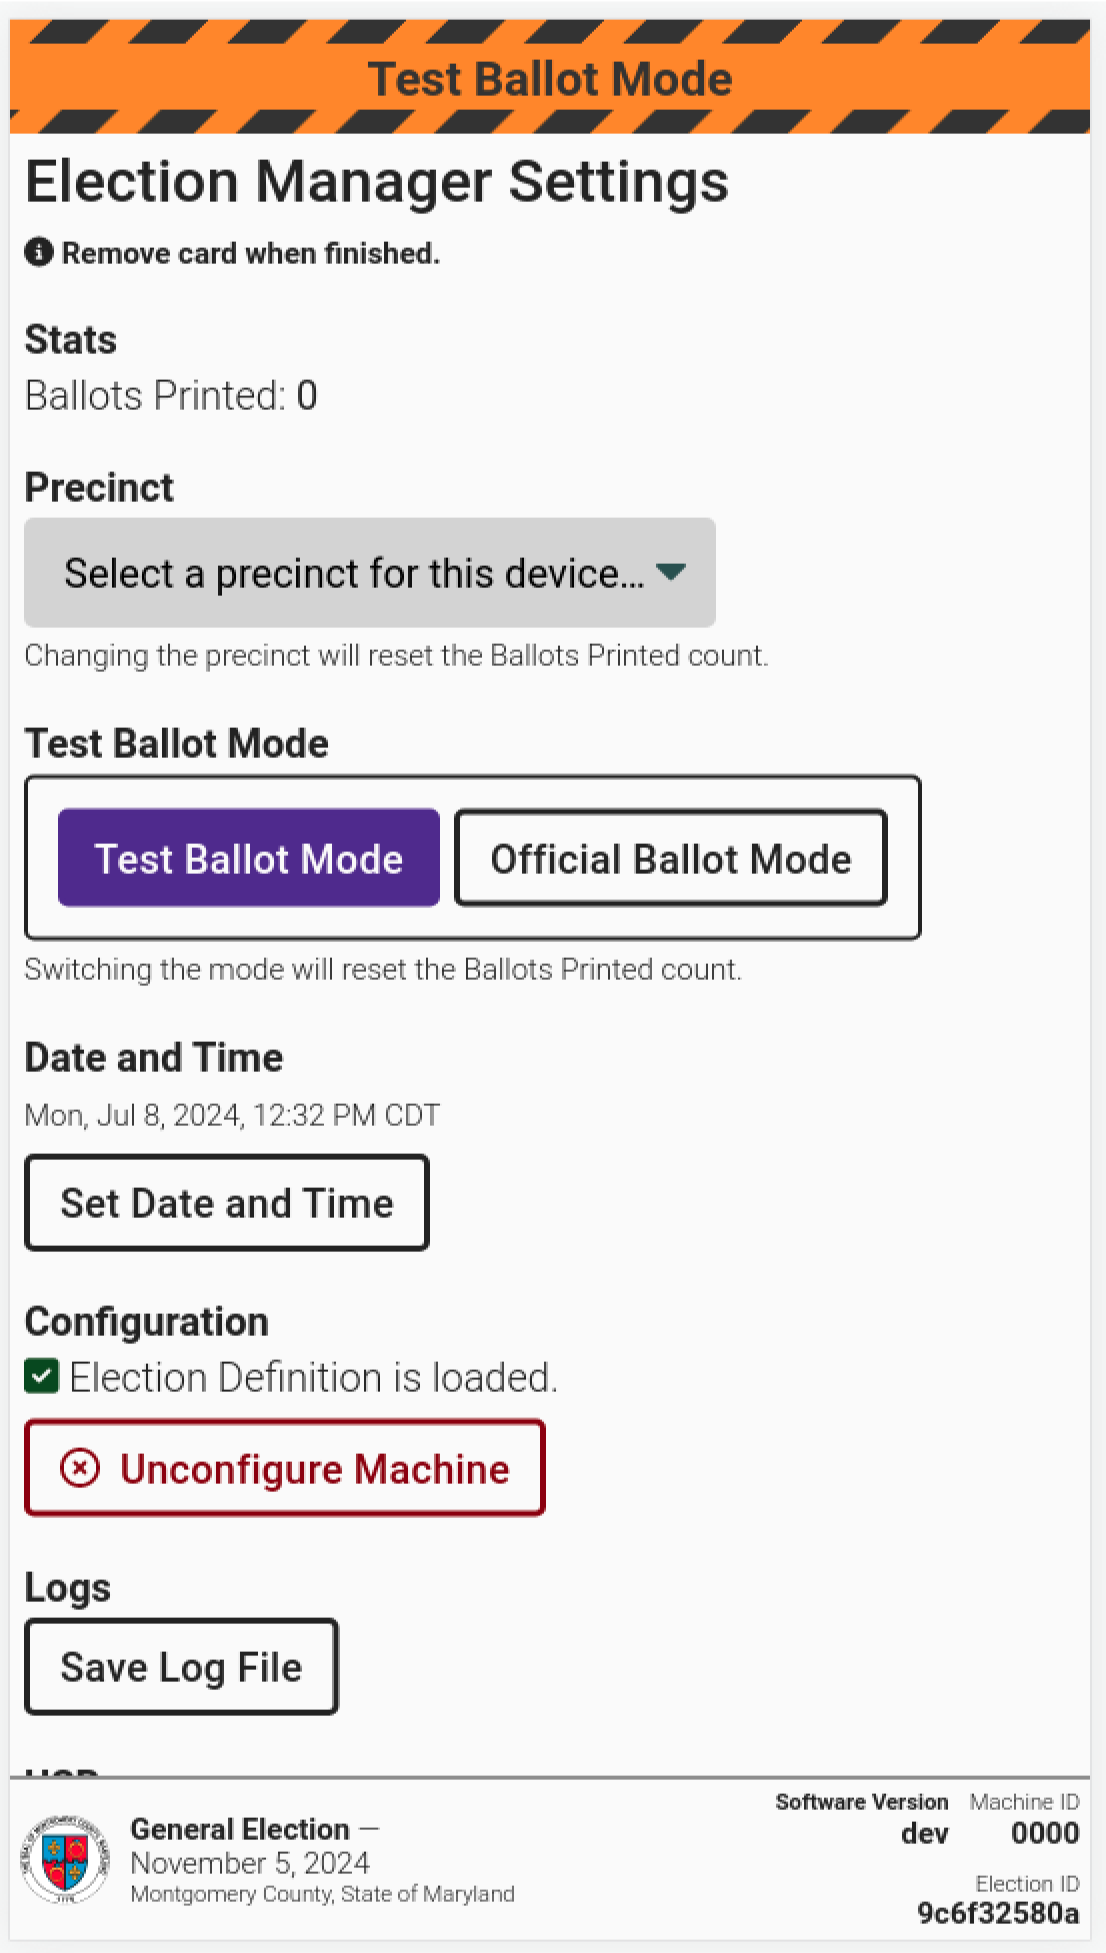 Test Ballot Mode
Election Manager Settings
Remove card when finished.
Stats
Ballots Printed: 0
Precinct
Select a precinct for this device…
Changing the precinct will reset the Ballots Printed count.
Test Ballot Mode
Test Ballot Mode
Official Ballot Mode
Switching the mode will reset the Ballots Printed count.
Date and Time
Mon, Jul 8, 2024, 12:32 PM CDT
Set Date and Time
Configuration
Election Definition is loaded.
Unconfigure Machine
Logs
Save Log File
USB
General Election —
November 5, 2024
Montgomery County, State of Maryland
Software Version
dev
Machine ID
0000
Election ID
9c6f32580a